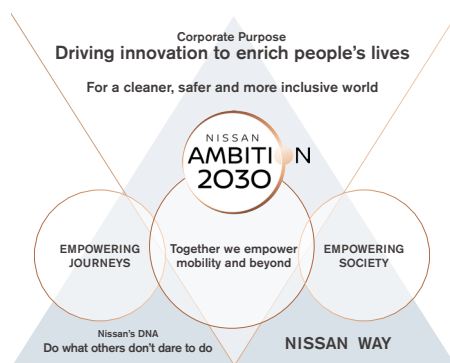 Corporate Purpose
Driving innovation to enrich people's lives
For a cleaner, safer and more inclusive world
NISSAN
AMBITION
2030
EMPOWERING
JOURNEYS
Together we empower
mobility and beyond
EMPOWERING
SOCIETY
Nissan's DNA
Do what others don't dare to do
NISSAN WAY